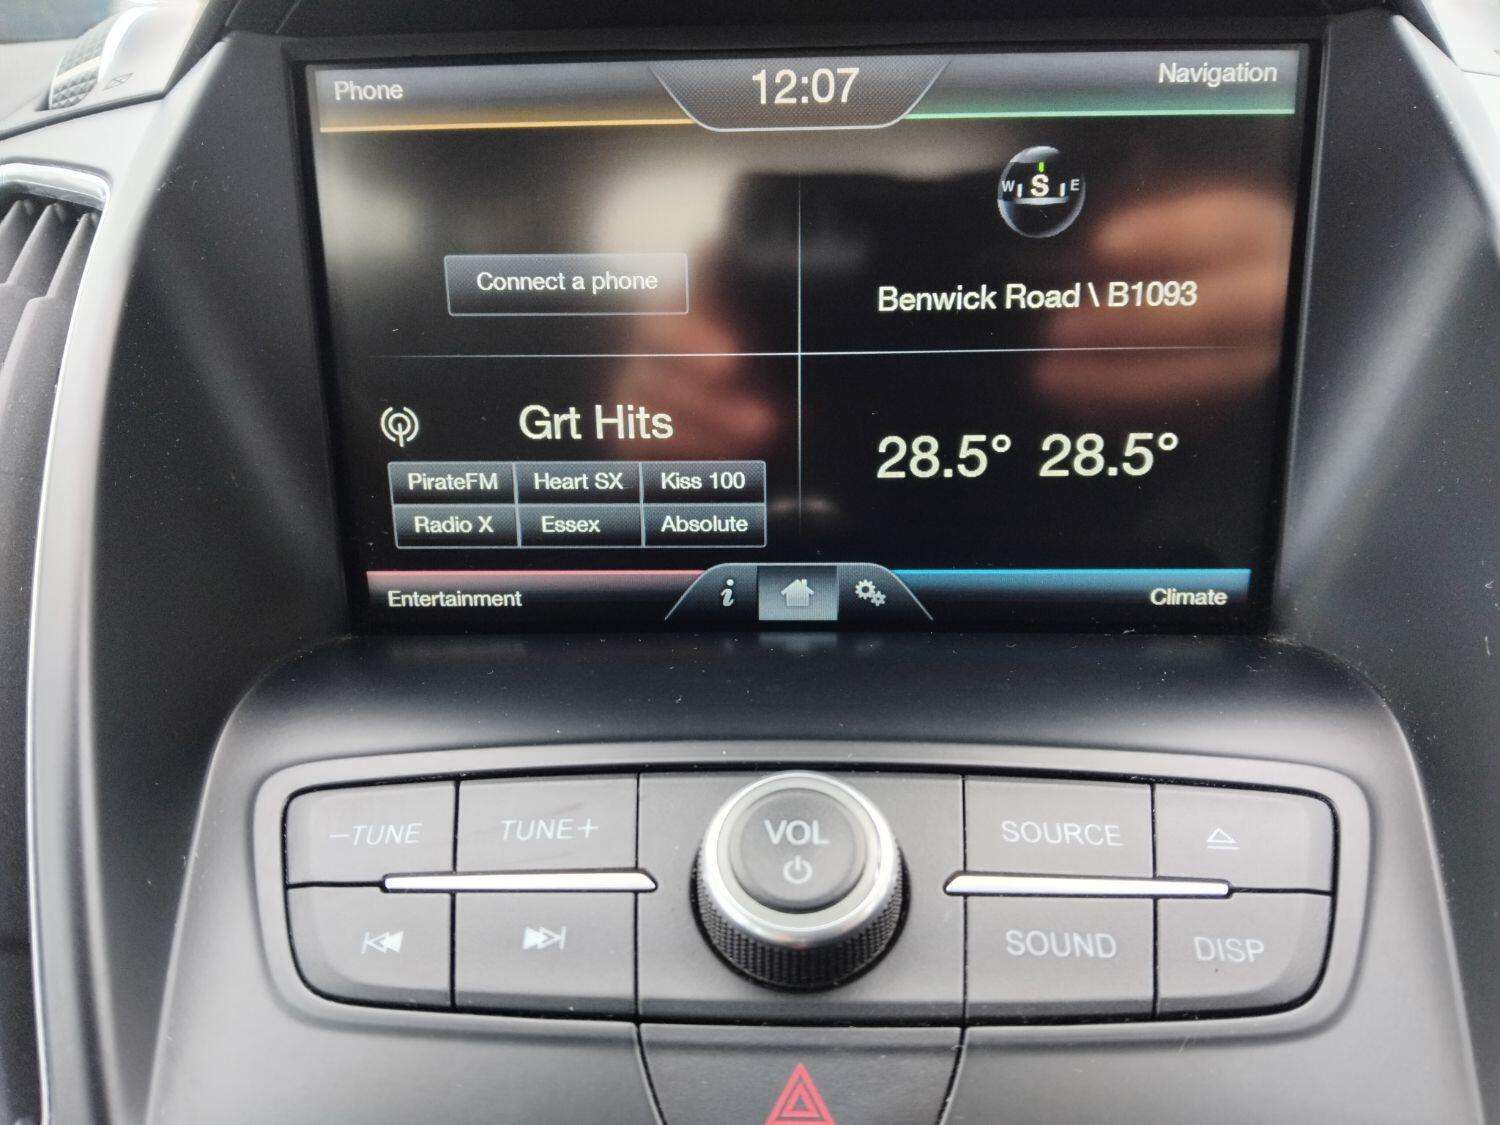 Phone
12:07
Navigation
W S E
Connect a phone
Benwick Road \ B1093
Grt Hits
28.5° 28.5°
PirateFM Heart SX Kiss 100
Radio X Essex Absolute
Entertainment
i
Climate
–TUNE TUNE+
VOL
SOURCE
SOUND DISP